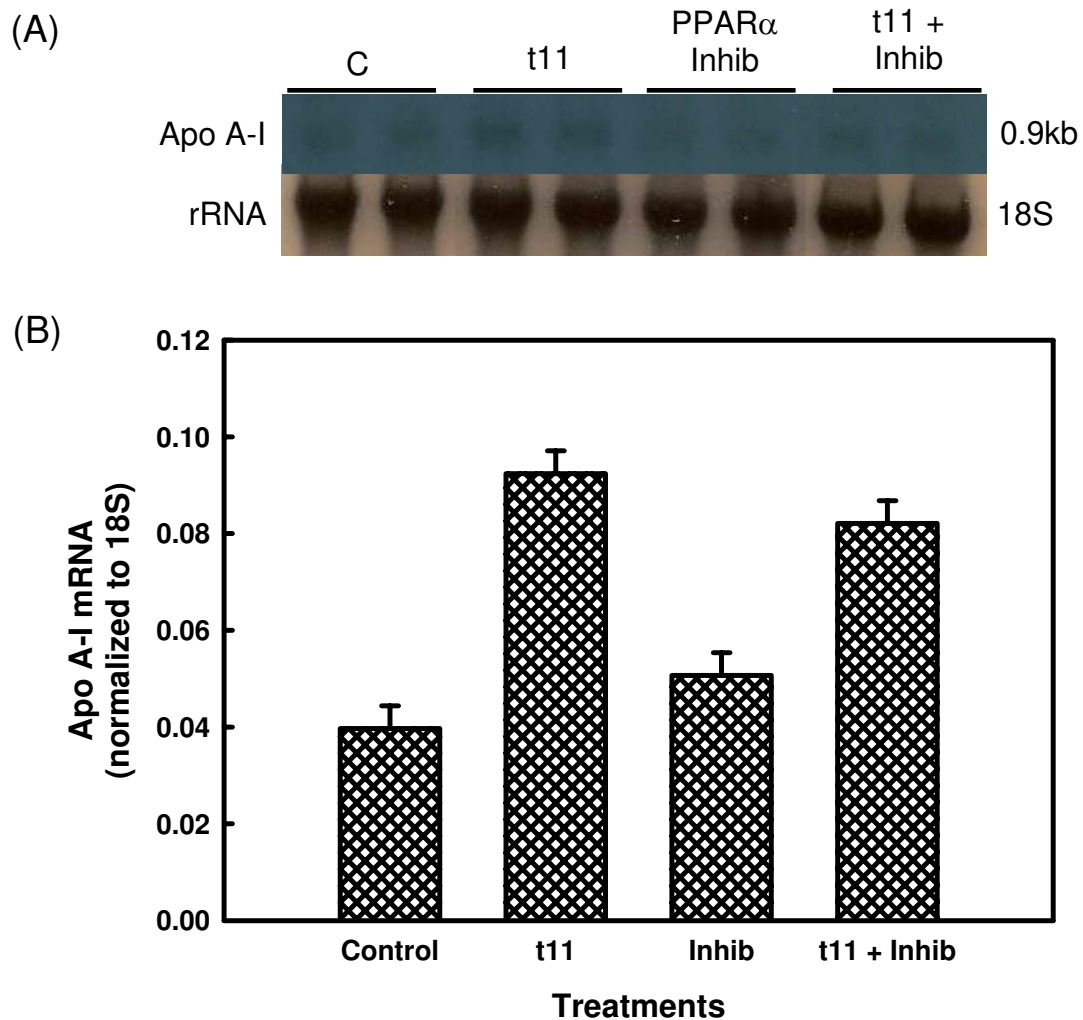 (A)
C
t11
PPARα
Inhib
t11 +
Inhib
Apo A-I
0.9kb
rRNA
18S
(B)
Apo A-I mRNA
(normalized to 18S)
0.12
0.10
0.08
0.06
0.04
0.02
0.00
Control
t11
Inhib
t11 + Inhib
Treatments